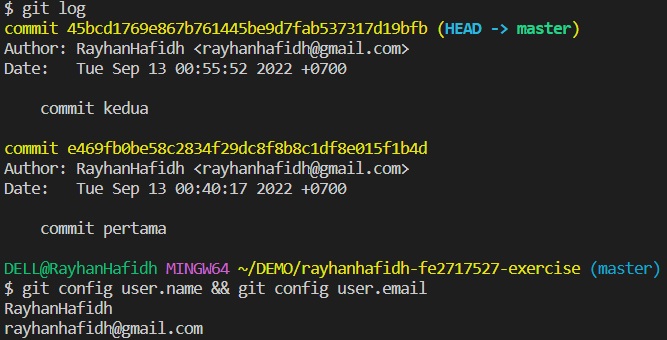 $ git log
commit 45bcd1769e867b761445be9d7fab537317d19bfb (HEAD -> master)
Author: RayhanHafidh <rayhanhafidh@gmail.com>
Date:   Tue Sep 13 00:55:52 2022 +0700
    commit kedua
commit e469fb0be58c2834f29dc8f8b8c1df8e015f1b4d
Author: RayhanHafidh <rayhanhafidh@gmail.com>
Date:   Tue Sep 13 00:40:17 2022 +0700
    commit pertama
DELL@RayhanHafidh MINGW64 ~/DEMO/rayhanhafidh-fe2717527-exercise (master)
$ git config user.name && git config user.email
RayhanHafidh
rayhanhafidh@gmail.com